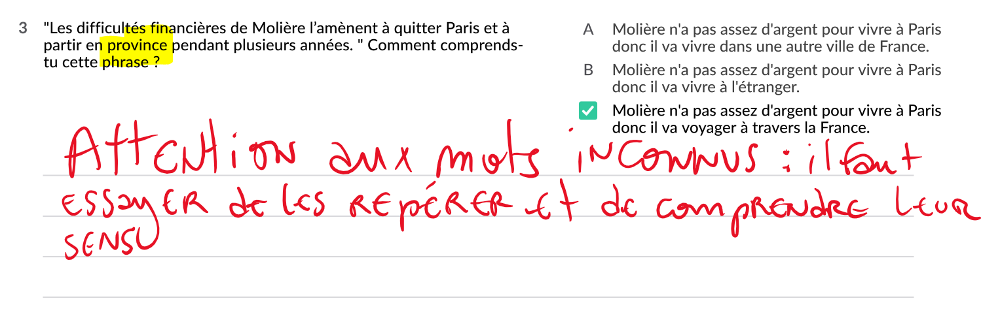 3 "Les difficultés financières de Molière l'amènent à quitter Paris et à
partir en province pendant plusieurs années. " Comment comprends-
tu cette phrase ?
A Molière n'a pas assez d'argent pour vivre à Paris
donc il va vivre dans une autre ville de France.
B Molière n'a pas assez d'argent pour vivre à Paris
donc il va vivre à l'étranger.
Molière n'a pas assez d'argent pour vivre à Paris
donc il va voyager à travers la France.
Attention aux mots inconnus : il faut
essayer de les repérer et de comprendre leur
sens